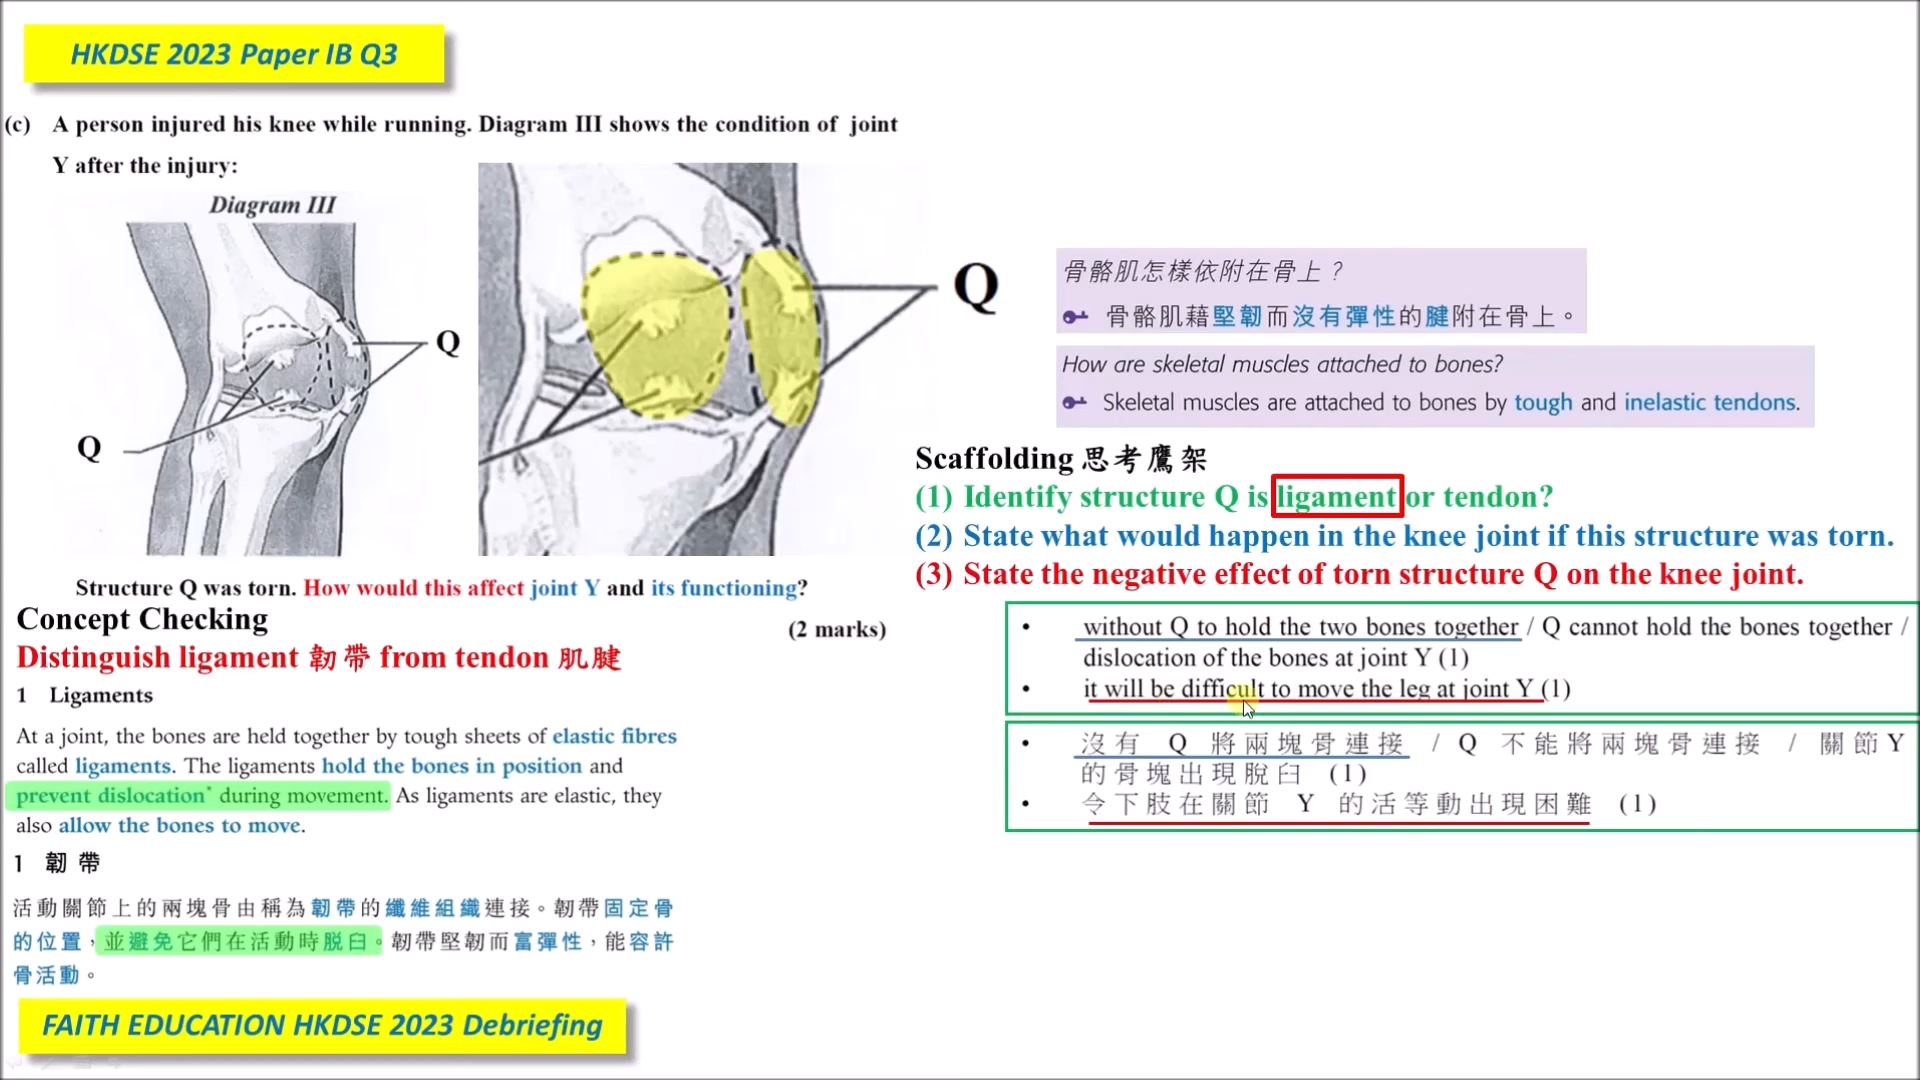 HKDSE 2023 Paper IB Q3
(c) A person injured his knee while running. Diagram III shows the condition of joint
Y after the injury:
Diagram III
Q
Q
Q
Structure Q was torn. How would this affect joint Y and its functioning?
(2 marks)
Concept Checking
Distinguish ligament 韌帶 from tendon 肌腱
1 Ligaments
At a joint, the bones are held together by tough sheets of elastic fibres
called ligaments. The ligaments hold the bones in position and
prevent dislocation* during movement. As ligaments are elastic, they
also allow the bones to move.
1 韌帶
活動關節上的兩塊骨由稱為韌帶的纖維組織連接。韌帶固定骨
的位置，並避免它們在活動時脫臼。韌帶堅韌而富彈性，能容許
骨活動。
FAITH EDUCATION HKDSE 2023 Debriefing
骨骼肌怎樣依附在骨上？
骨骼肌藉堅韌而沒有彈性的腱附在骨上。
How are skeletal muscles attached to bones?
Skeletal muscles are attached to bones by tough and inelastic tendons.
Scaffolding 思考鷹架
(1) Identify structure Q is ligament or tendon?
(2) State what would happen in the knee joint if this structure was torn.
(3) State the negative effect of torn structure Q on the knee joint.
• without Q to hold the two bones together / Q cannot hold the bones together /
dislocation of the bones at joint Y (1)
• it will be difficult to move the leg at joint Y (1)
• 沒有 Q 將兩塊骨連接 / Q 不能將兩塊骨連接 / 關節Y
的骨塊出現脫臼 (1)
• 令下肢在關節 Y 的活等動出現困難 (1)